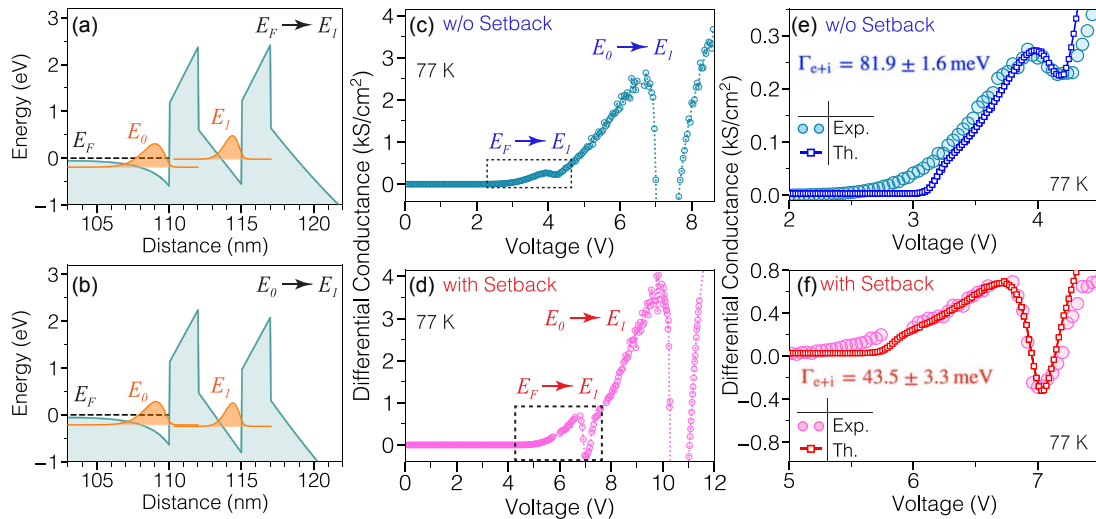 (a)
E_F → E_1
Energy (eV)
3
2
1
0
−1
E_F
E_0
E_1
105 110 115 120
Distance (nm)
(b)
E_0 → E_1
Energy (eV)
3
2
1
0
−1
E_F
E_0
E_1
105 110 115 120
Distance (nm)
Differential Conductance (kS/cm²)
(c) w/o Setback
77 K
E_0 → E_1
E_F → E_1
4
3
2
1
0
0 2 4 6 8
Voltage (V)
(d) with Setback
77 K
E_0 → E_1
E_F → E_1
4
3
2
1
0
0 2 4 6 8 10 12
Voltage (V)
Differential Conductance (kS/cm²)
(e) w/o Setback
Γ_e+i = 81.9 ± 1.6 meV
Exp.
Th.
77 K
0.3
0.2
0.1
0.0
2 3 4
Voltage (V)
(f) with Setback
Γ_e+i = 43.5 ± 3.3 meV
Exp.
Th.
77 K
0.8
0.4
0.0
−0.4
−0.8
5 6 7
Voltage (V)